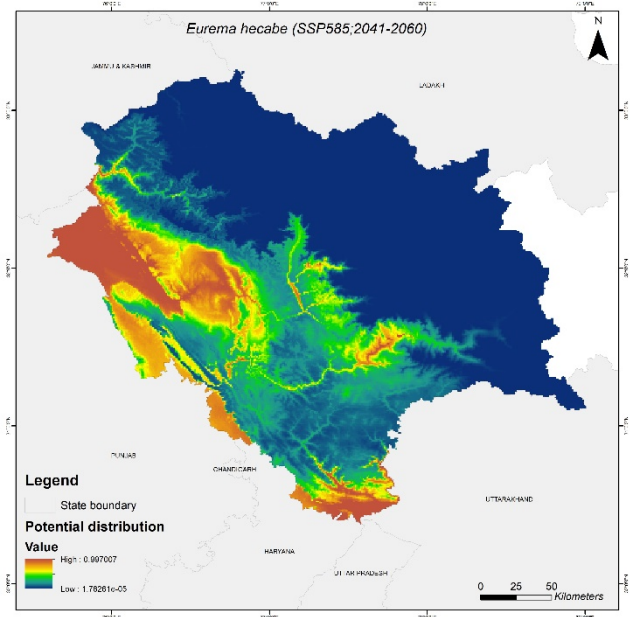 Eurema hecabe (SSP585;2041-2060)
N
JAMMU & KASHMIR
LADAKH
PUNJAB
CHANDIGARH
UTTARAKHAND
HARYANA
UTTAR PRADESH
Legend
State boundary
Potential distribution
Value
High : 0.997007
Low : 1.78261e-05
0 25 50
Kilometers